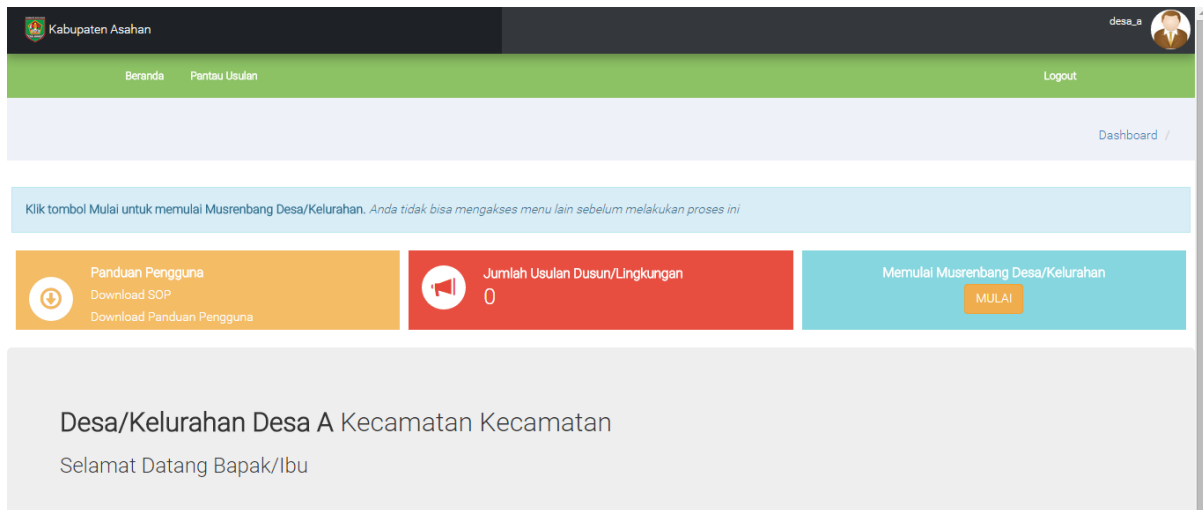 Kabupaten Asahan
desa_a
Beranda Pantau Usulan Logout
Dashboard /
Klik tombol Mulai untuk memulai Musrenbang Desa/Kelurahan. Anda tidak bisa mengakses menu lain sebelum melakukan proses ini
Panduan Pengguna
Download SOP
Download Panduan Pengguna
Jumlah Usulan Dusun/Lingkungan
0
Memulai Musrenbang Desa/Kelurahan
MULAI
Desa/Kelurahan Desa A Kecamatan Kecamatan
Selamat Datang Bapak/Ibu